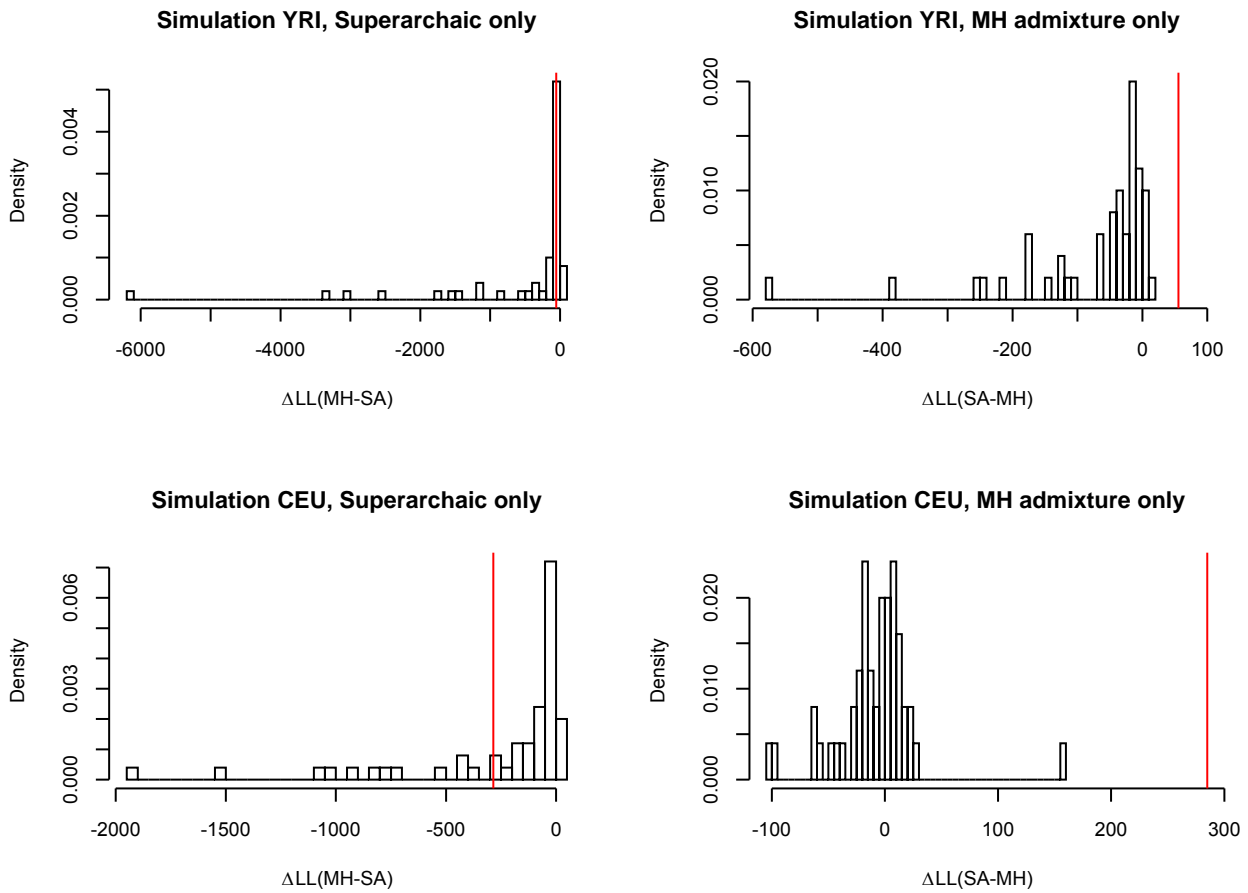 Simulation YRI, Superarchaic only
Density
0.000 0.002 0.004
-6000 -4000 -2000 0
ΔLL(MH-SA)
Simulation YRI, MH admixture only
Density
0.000 0.010 0.020
-600 -400 -200 0 100
ΔLL(SA-MH)
Simulation CEU, Superarchaic only
Density
0.000 0.003 0.006
-2000 -1500 -1000 -500 0
ΔLL(MH-SA)
Simulation CEU, MH admixture only
Density
0.000 0.010 0.020
-100 0 100 200 300
ΔLL(SA-MH)